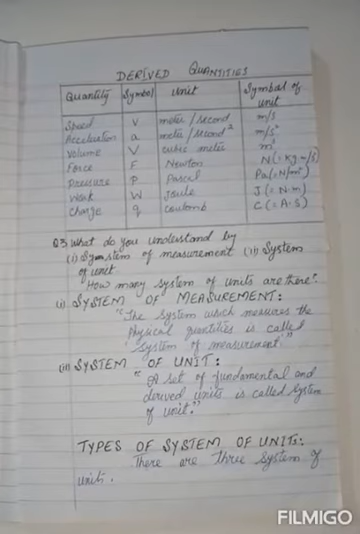 DERIVED QUANTITIES
Quantity Symbol Unit Symbol of unit
Speed v meter/second m/s
Acceleration a meter/second² m/s²
Volume V cubic meter m³
Force F Newton N(=Kg-m/s
Pressure P Pascal Pa(=N/m²)
Work W Joule J(=N.m)
Charge q coulomb C(=A.S)
Q3 What do you understand by
(i) System of measurement (ii) System
of unit
How many system of units are there?
(i) SYSTEM OF MEASUREMENT:
"The system which measures the
physical quantities is called
system of measurement."
(ii) SYSTEM OF UNIT:
"A set of fundamental and
derived units is called system
of unit."
TYPES OF SYSTEM OF UNITS:
There are three system of
units.
FILMIGO